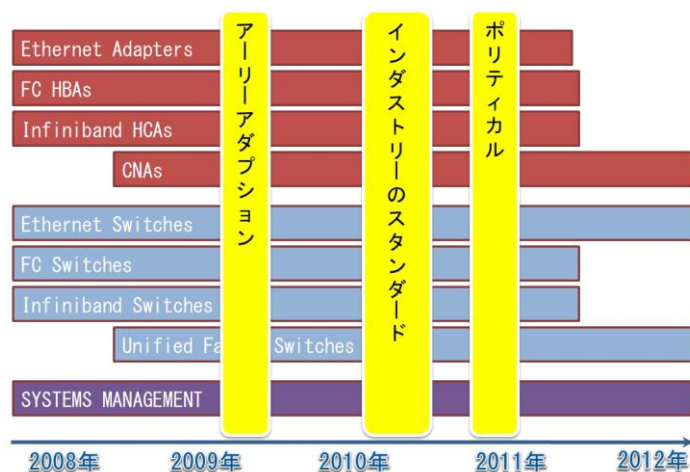 Ethernet Adapters
FC HBAs
Infiniband HCAs
CNAs
Ethernet Switches
FC Switches
Infiniband Switches
Unified Fa Switches
SYSTEMS MANAGEMENT
アーリーアダプション
インダストリーのスタンダード
ポリティカル
2008年
2009年
2010年
2011年
2012年